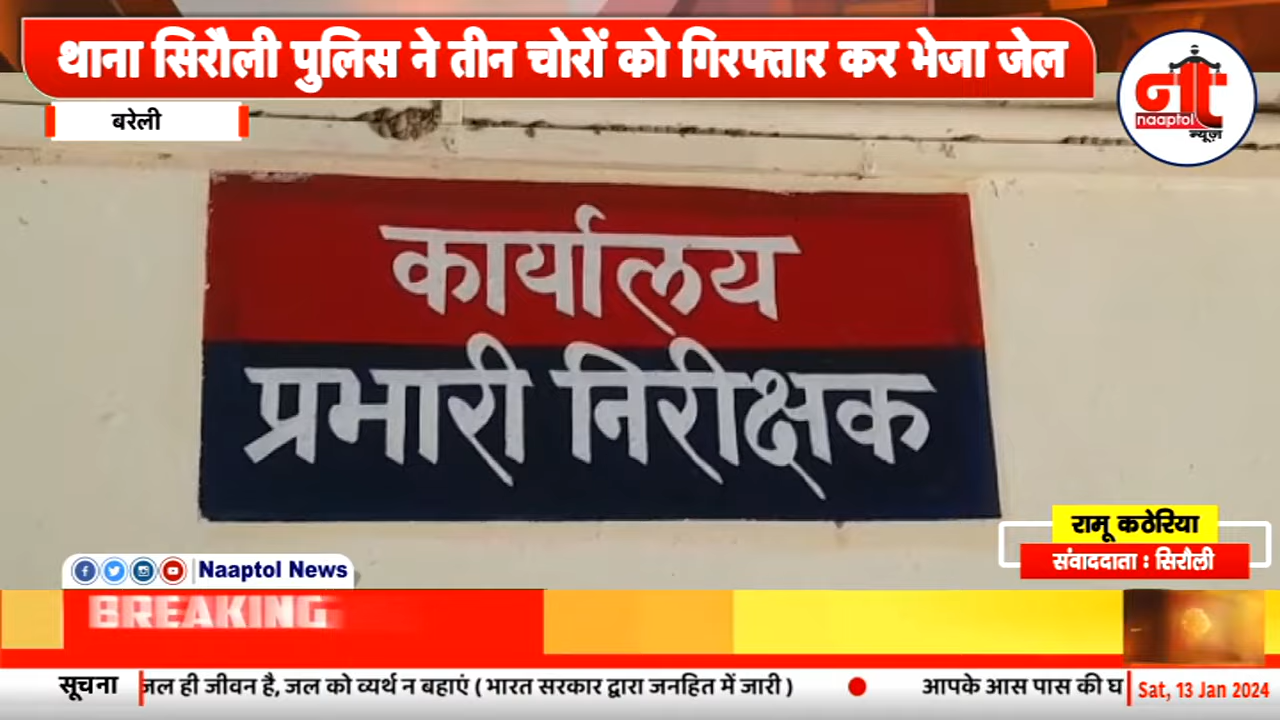 थाना सिरौली पुलिस ने तीन चोरों को गिरफ्तार कर भेजा जेल
बरेली
naaptol
न्यूज़
कार्यालय
प्रभारी निरीक्षक
रामू कठेरिया
संवाददाता : सिरौली
Naaptol News
BREAKING
सूचना
जल ही जीवन है, जल को व्यर्थ न बहाएं ( भारत सरकार द्वारा जनहित में जारी )
आपके आस पास की घ
Sat, 13 Jan 2024